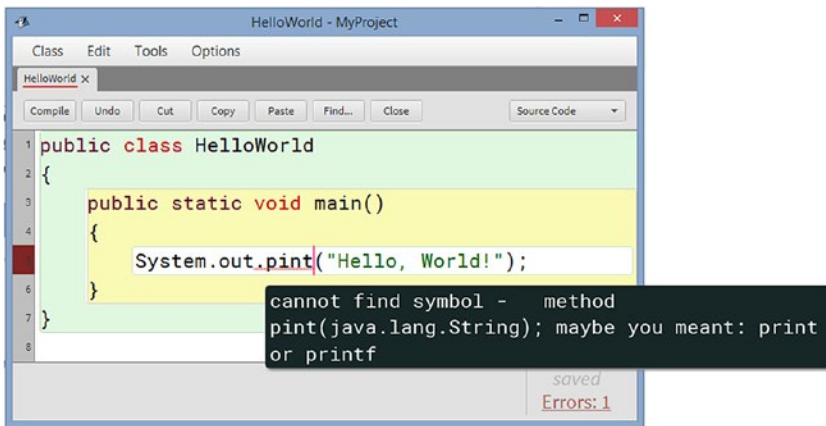 HelloWorld - MyProject
Class Edit Tools Options
HelloWorld X
Compile Undo Cut Copy Paste Find... Close Source Code
1 public class HelloWorld
2 {
3 public static void main()
4 {
System.out.pint("Hello, World!");
6 }
7 }
8
cannot find symbol - method
pint(java.lang.String); maybe you meant: print
or printf
saved
Errors: 1